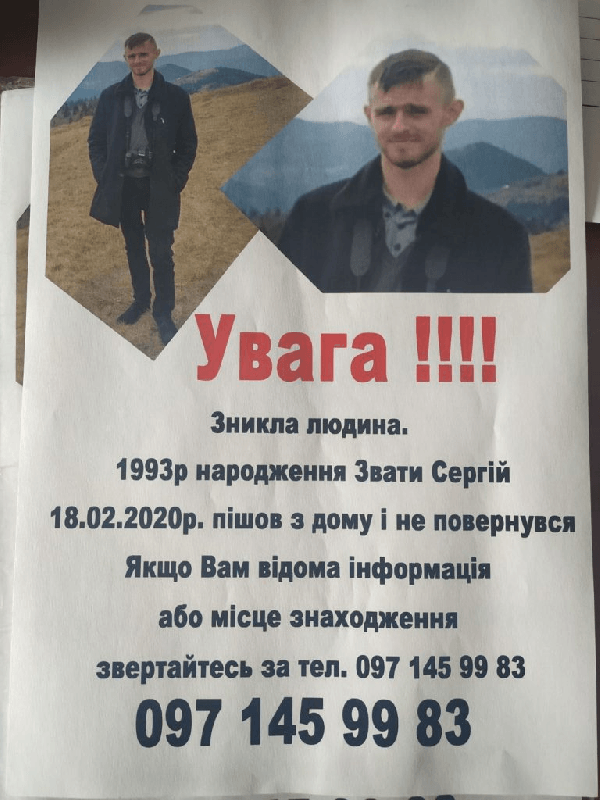 Увага !!!!
Зникла людина.
1993р народження Звати Сергій
18.02.2020р. пішов з дому і не повернувся
Якщо Вам відома інформація
або місце знаходження
звертайтесь за тел. 097 145 99 83
097 145 99 83